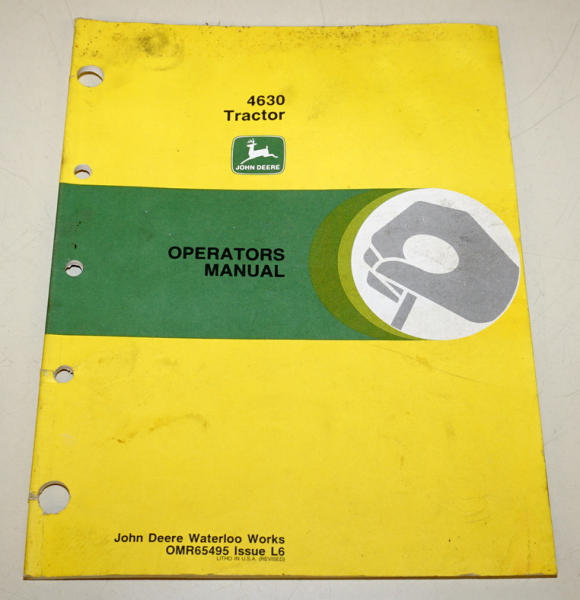 4630
Tractor
JOHN DEERE
OPERATORS
MANUAL
John Deere Waterloo Works
OMR65495 Issue L6
LITHO IN U.S.A. (REVISED)